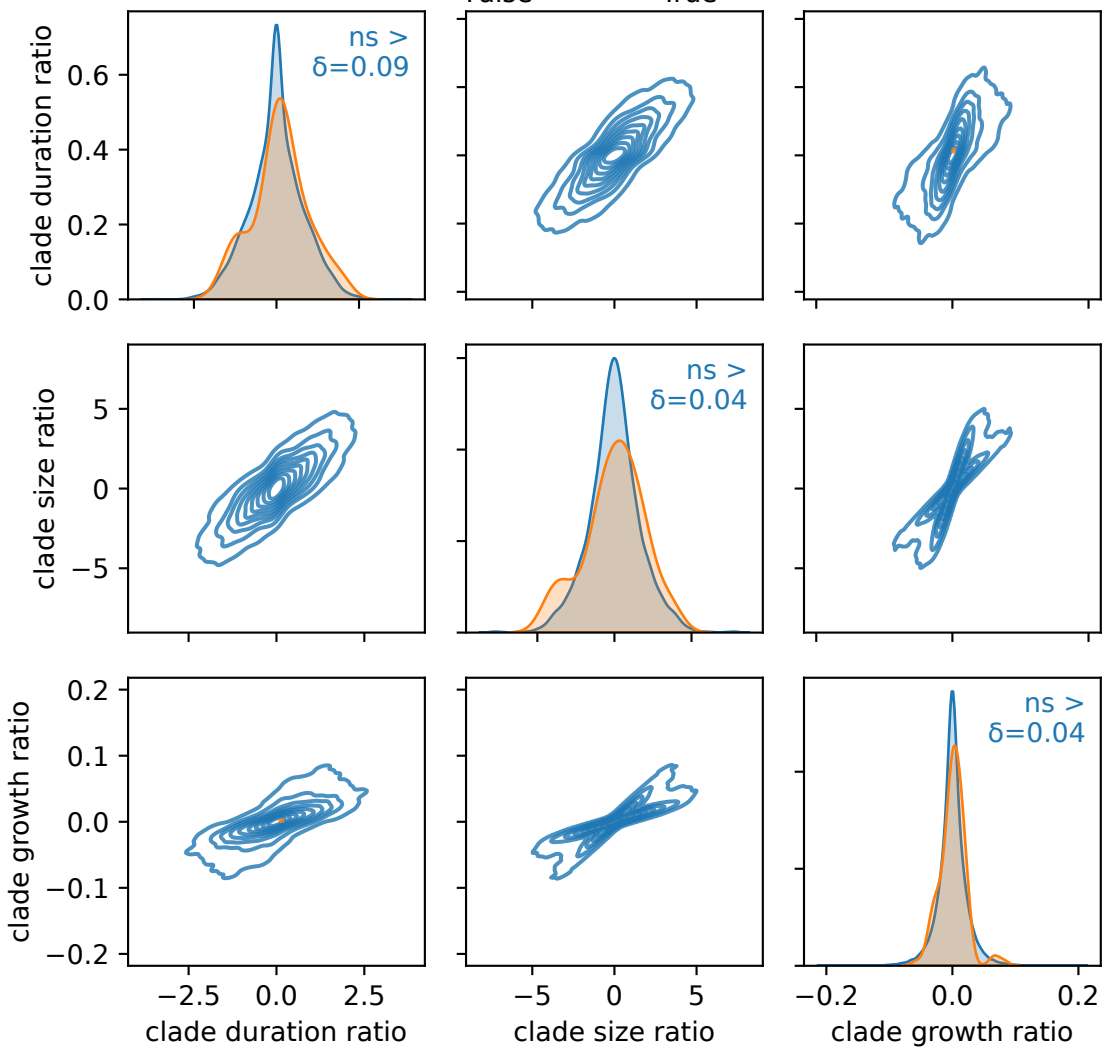 clade duration ratio
0.6
0.4
0.2
0.0
ns >
δ=0.09
clade size ratio
5
0
−5
ns >
δ=0.04
clade growth ratio
0.2
0.1
0.0
−0.1
−0.2
ns >
δ=0.04
−2.5 0.0 2.5
clade duration ratio
−5 0 5
clade size ratio
−0.2 0.0 0.2
clade growth ratio